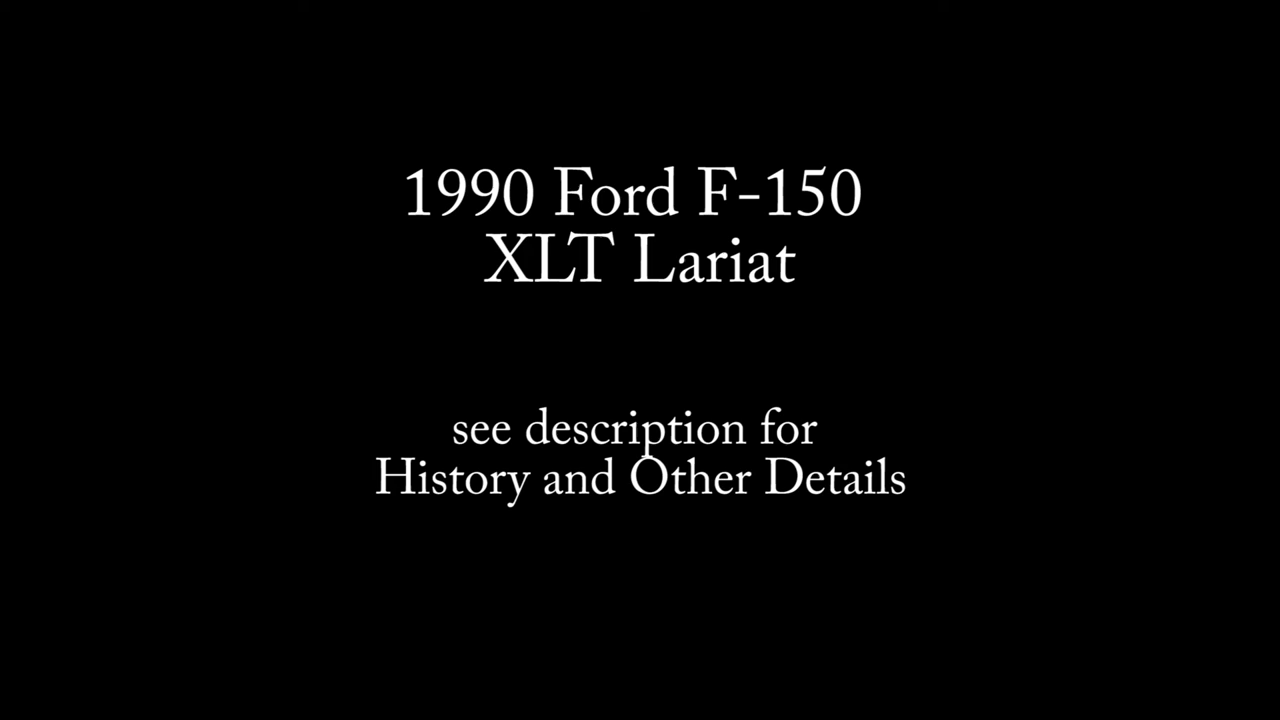 1990 Ford F-150
XLT Lariat
see description for
History and Other Details